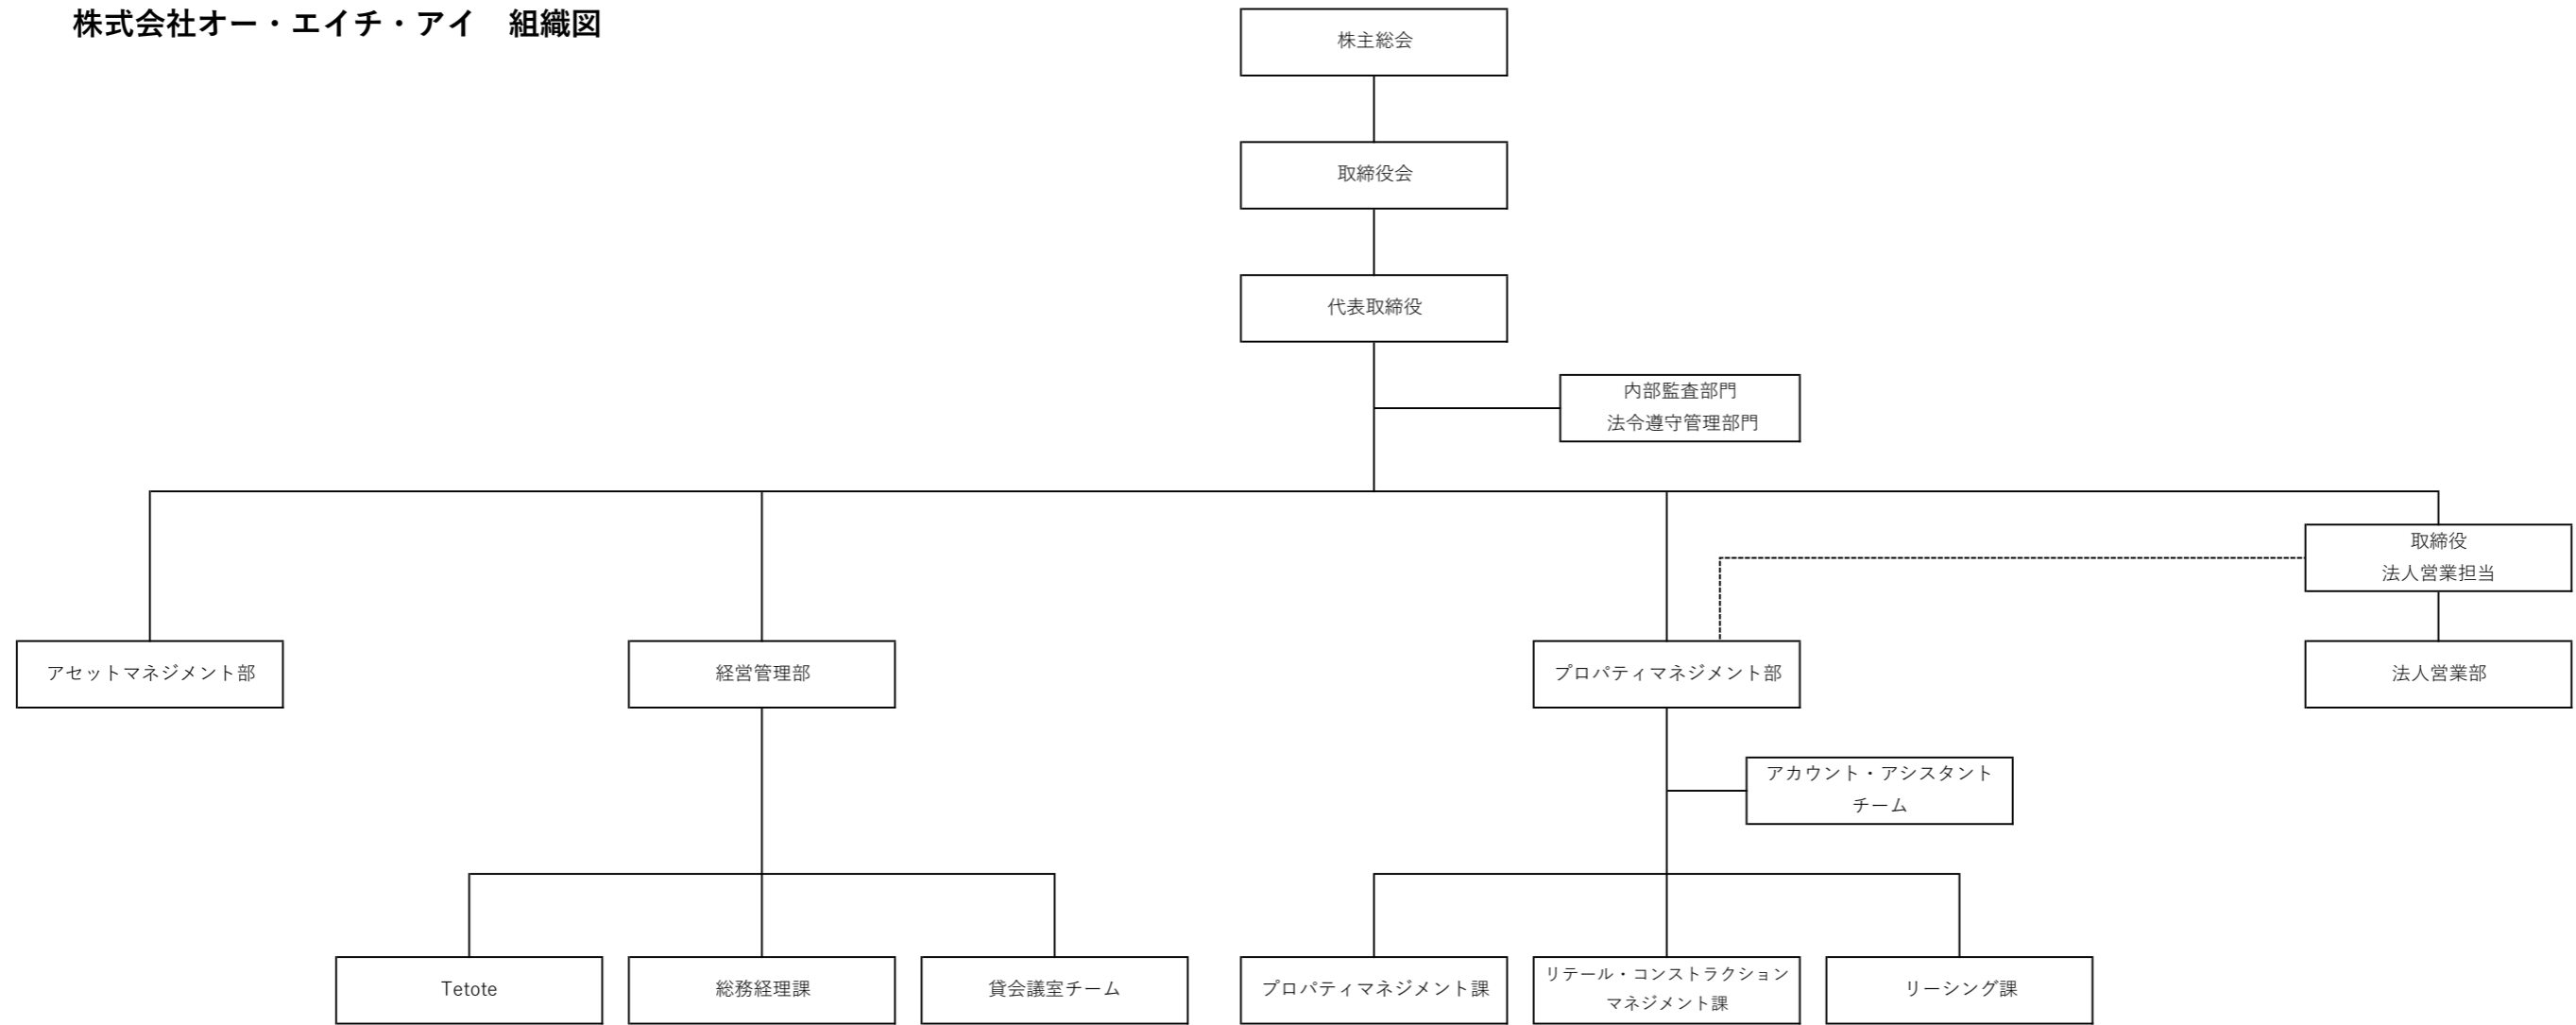 株式会社オー・エイチ・アイ　組織図
株主総会
取締役会
代表取締役
内部監査部門
法令遵守管理部門
取締役
法人営業担当
アセットマネジメント部
経営管理部
プロパティマネジメント部
法人営業部
アカウント・アシスタント
チーム
Tetote
総務経理課
貸会議室チーム
プロパティマネジメント課
リテール・コンストラクション
マネジメント課
リーシング課